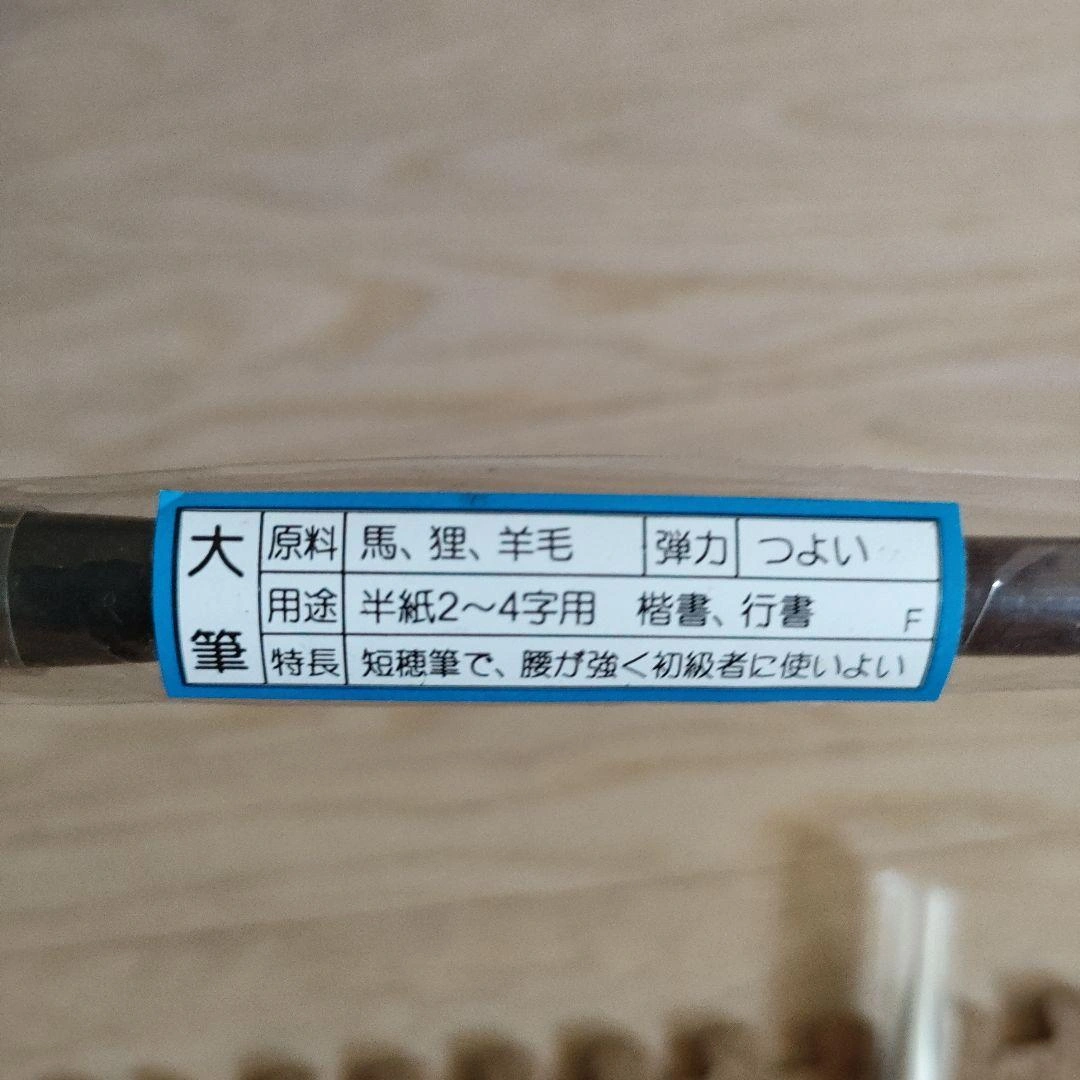 大筆
原料 馬、狸、羊毛 弾力 つよい
用途 半紙2〜4字用 楷書、行書 F
特長 短穂筆で、腰が強く初級者に使いよい